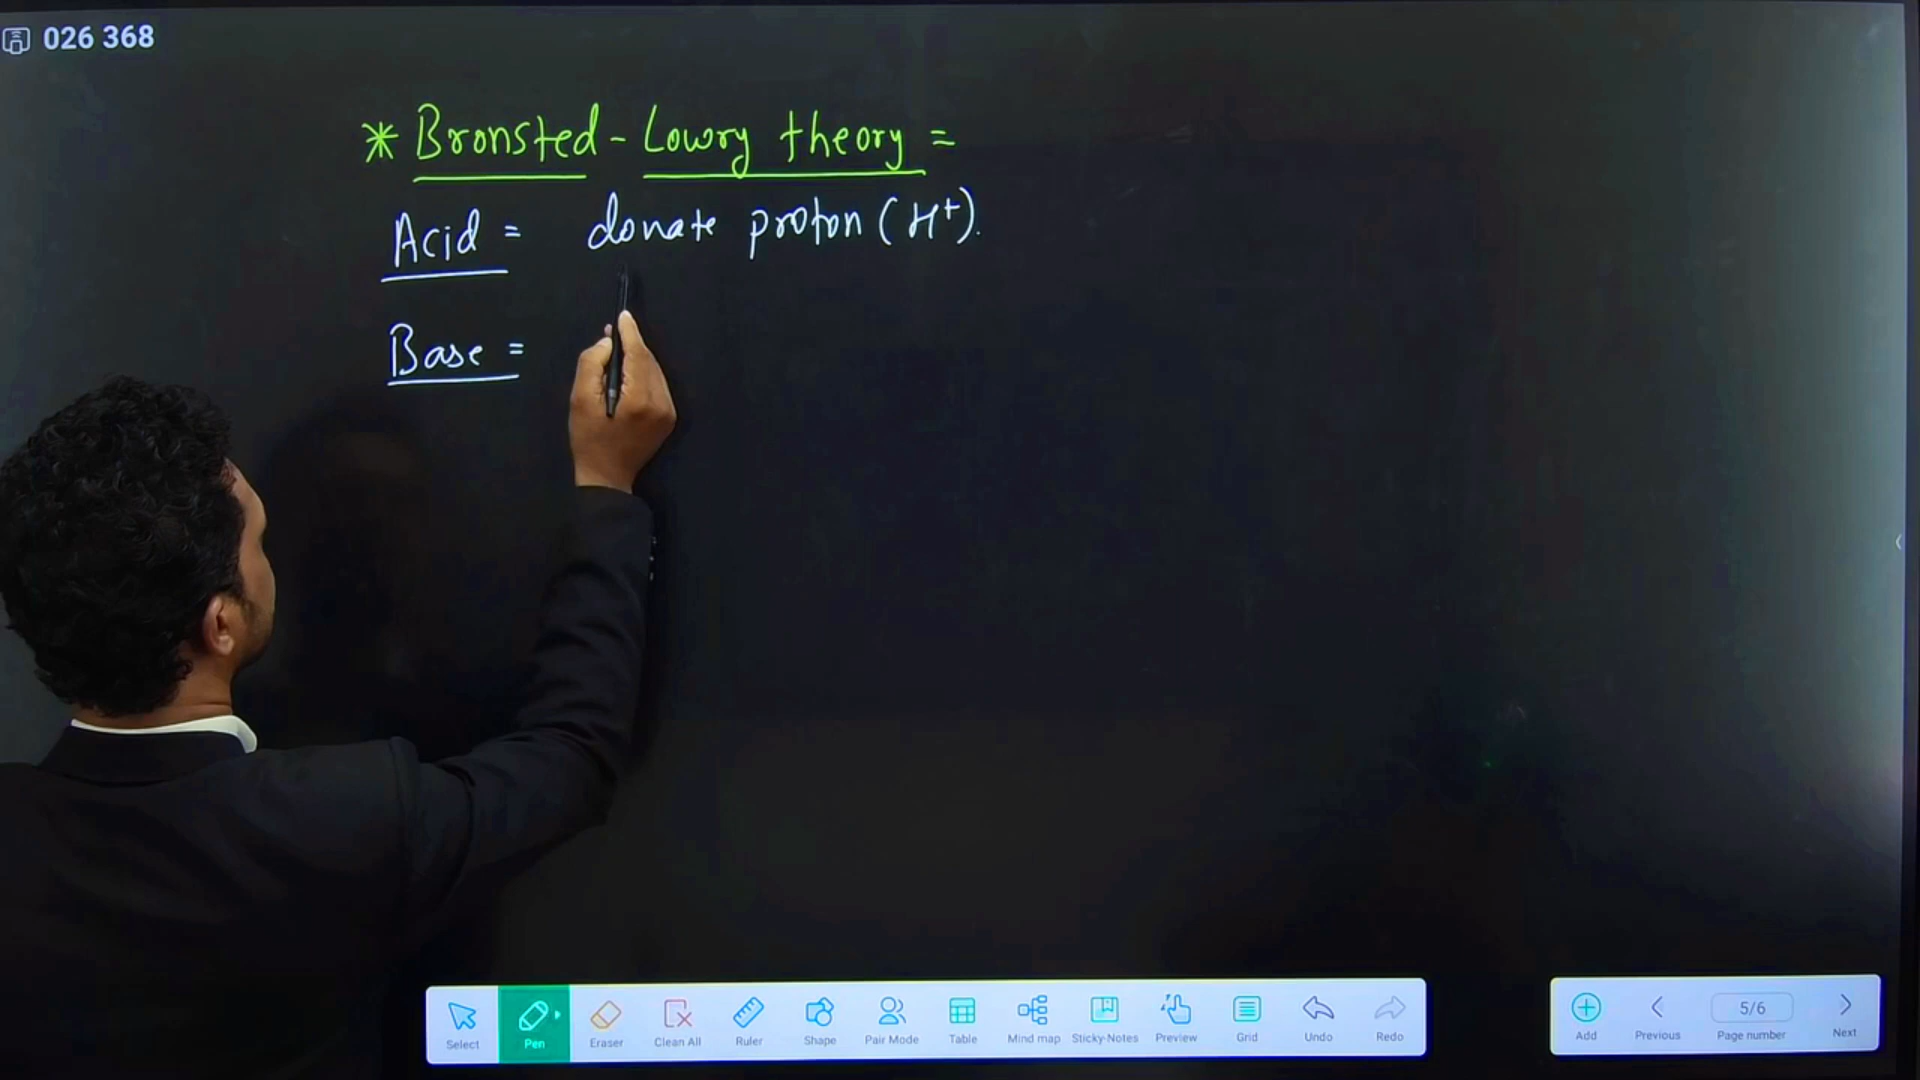 026 368
* Bronsted - Lowry theory =
Acid = donate proton (H+).
Base =
Select Pen Eraser Clean All Ruler Shape Pair Mode Table Mind map Sticky-Notes Preview Grid Undo Redo
Add Previous 5/6 Page number Next